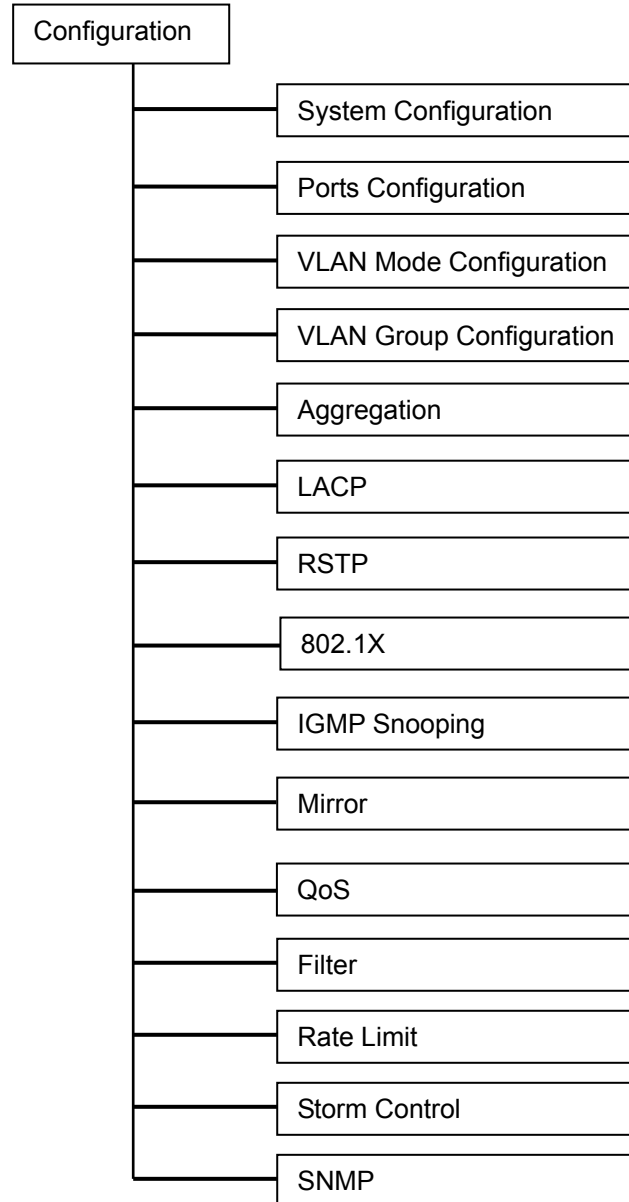 Configuration
System Configuration
Ports Configuration
VLAN Mode Configuration
VLAN Group Configuration
Aggregation
LACP
RSTP
802.1X
IGMP Snooping
Mirror
QoS
Filter
Rate Limit
Storm Control
SNMP